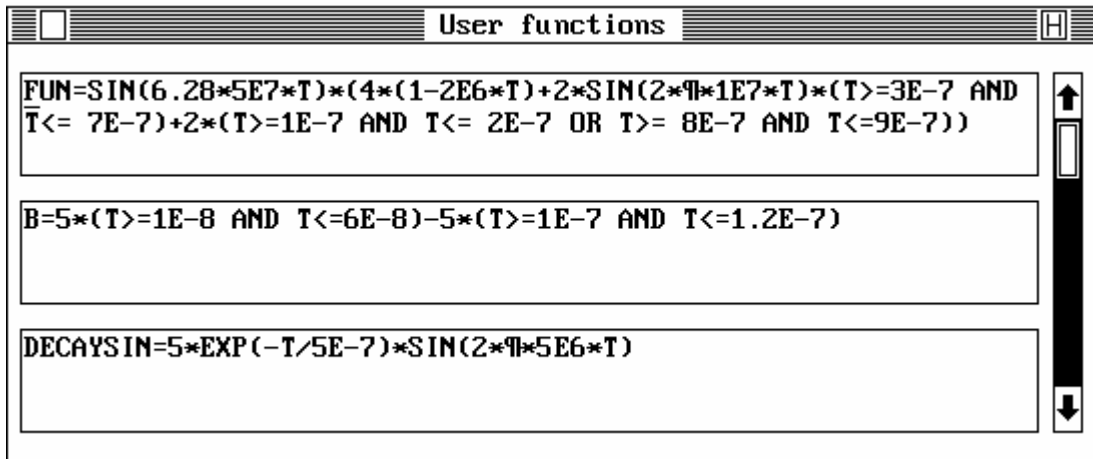 User functions
H
FUN=SIN(6.28*5E7*T)*(4*(1-2E6*T)+2*SIN(2*¶*1E7*T)*(T>=3E-7 AND
T<= 7E-7)+2*(T>=1E-7 AND T<= 2E-7 OR T>= 8E-7 AND T<=9E-7))
B=5*(T>=1E-8 AND T<=6E-8)-5*(T>=1E-7 AND T<=1.2E-7)
DECAYSIN=5*EXP(-T/5E-7)*SIN(2*¶*5E6*T)